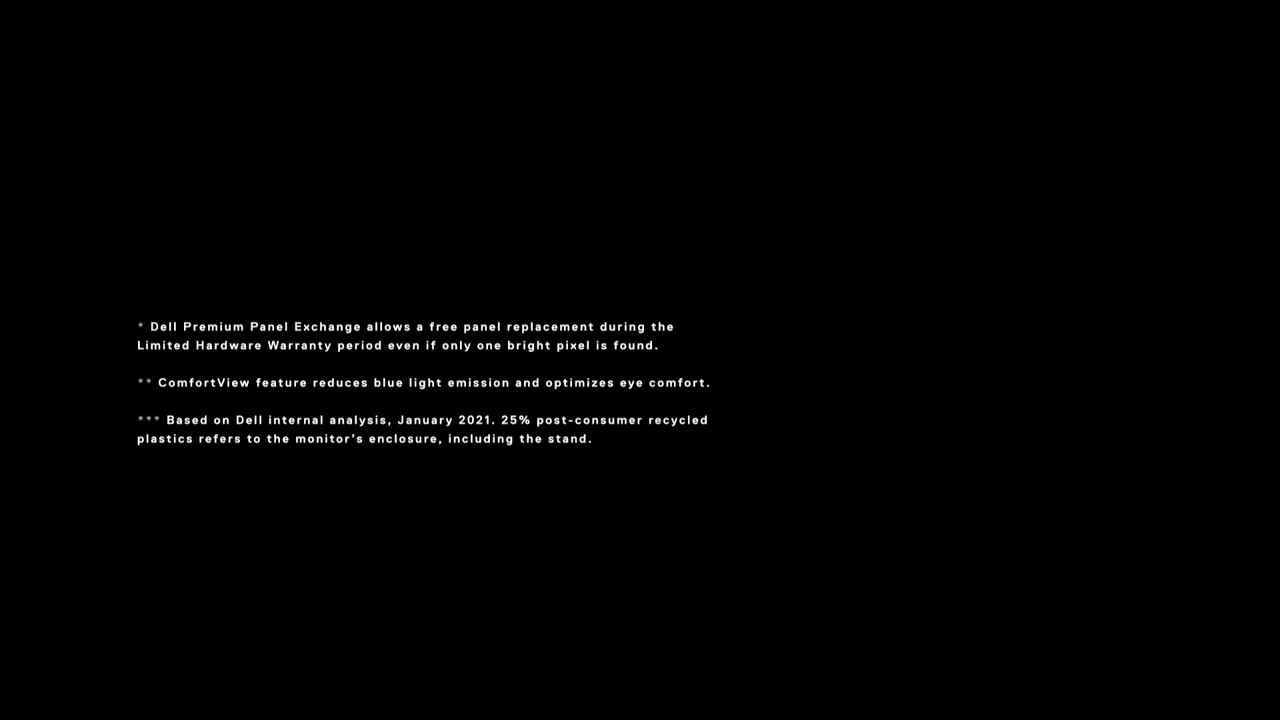 * Dell Premium Panel Exchange allows a free panel replacement during the
Limited Hardware Warranty period even if only one bright pixel is found.
** ComfortView feature reduces blue light emission and optimizes eye comfort.
*** Based on Dell internal analysis, January 2021. 25% post-consumer recycled
plastics refers to the monitor’s enclosure, including the stand.